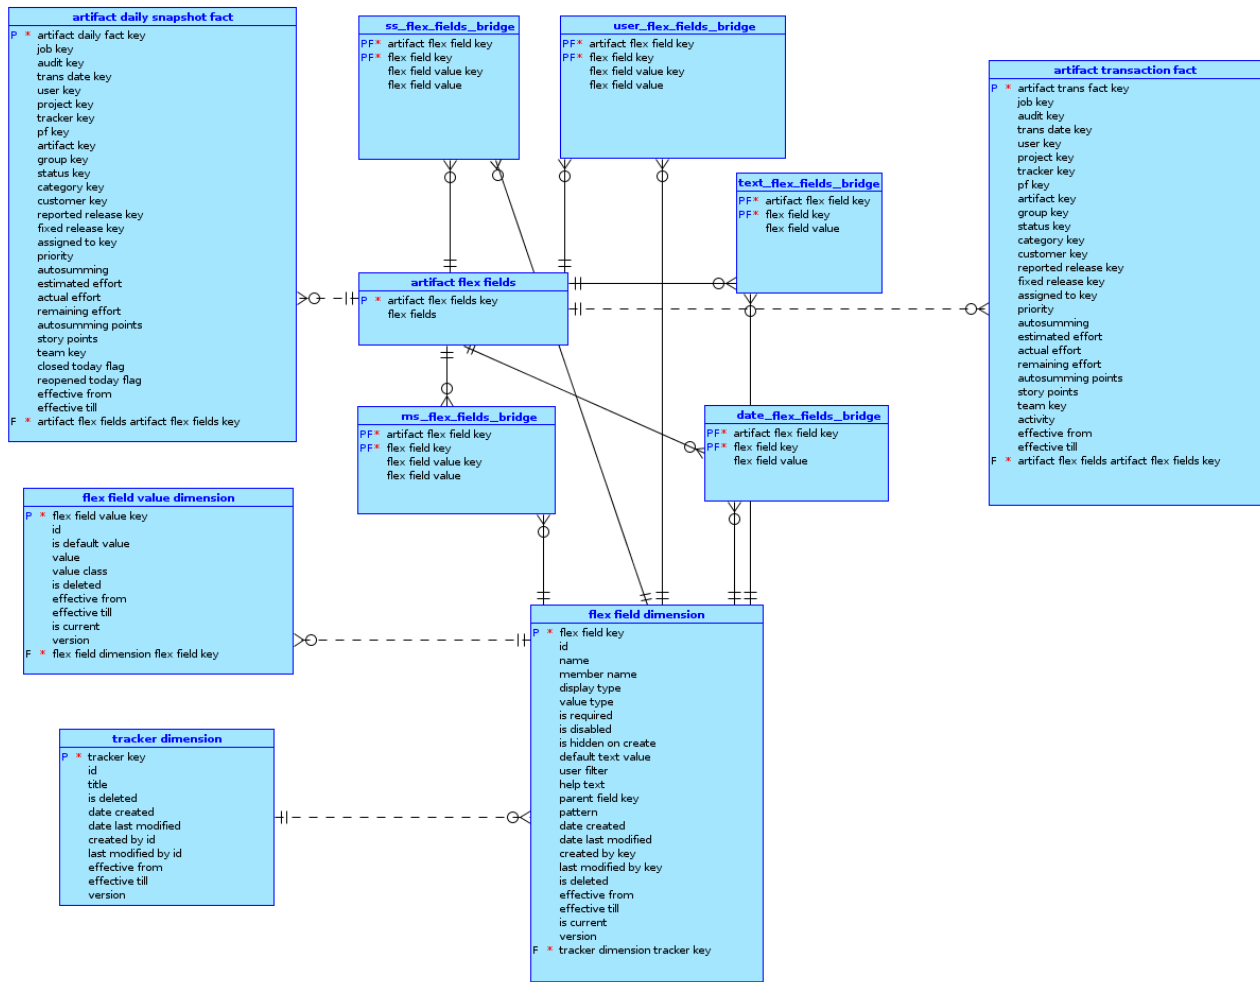 artifact daily snapshot fact
P * artifact daily fact key
job key
audit key
trans date key
user key
project key
tracker key
pf key
artifact key
group key
status key
category key
customer key
reported release key
fixed release key
assigned to key
priority
autosumming
estimated effort
actual effort
remaining effort
autosumming points
story points
team key
closed today flag
reopened today flag
effective from
effective till
F * artifact flex fields artifact flex fields key
ss_flex_fields_bridge
PF* artifact flex field key
PF* flex field key
flex field value key
flex field value
user_flex_fields_bridge
PF* artifact flex field key
PF* flex field key
flex field value key
flex field value
text_flex_fields_bridge
PF* artifact flex field key
PF* flex field key
flex field value
artifact transaction fact
P * artifact trans fact key
job key
audit key
trans date key
user key
project key
tracker key
pf key
artifact key
group key
status key
category key
customer key
reported release key
fixed release key
assigned to key
priority
autosumming
estimated effort
actual effort
remaining effort
autosumming points
story points
team key
activity
effective from
effective till
F * artifact flex fields artifact flex fields key
artifact flex fields
P * artifact flex fields key
flex fields
ms_flex_fields_bridge
PF* artifact flex field key
PF* flex field key
flex field value key
flex field value
date_flex_fields_bridge
PF* artifact flex field key
PF* flex field key
flex field value
flex field value dimension
P * flex field value key
id
is default value
value
value class
is deleted
effective from
effective till
is current
version
F * flex field dimension flex field key
flex field dimension
P * flex field key
id
name
member name
display type
value type
is required
is disabled
is hidden on create
default text value
user filter
help text
parent field key
pattern
date created
date last modified
created by key
last modified by key
is deleted
effective from
effective till
is current
version
F * tracker dimension tracker key
tracker dimension
P * tracker key
id
title
is deleted
date created
date last modified
created by id
last modified by id
effective from
effective till
version